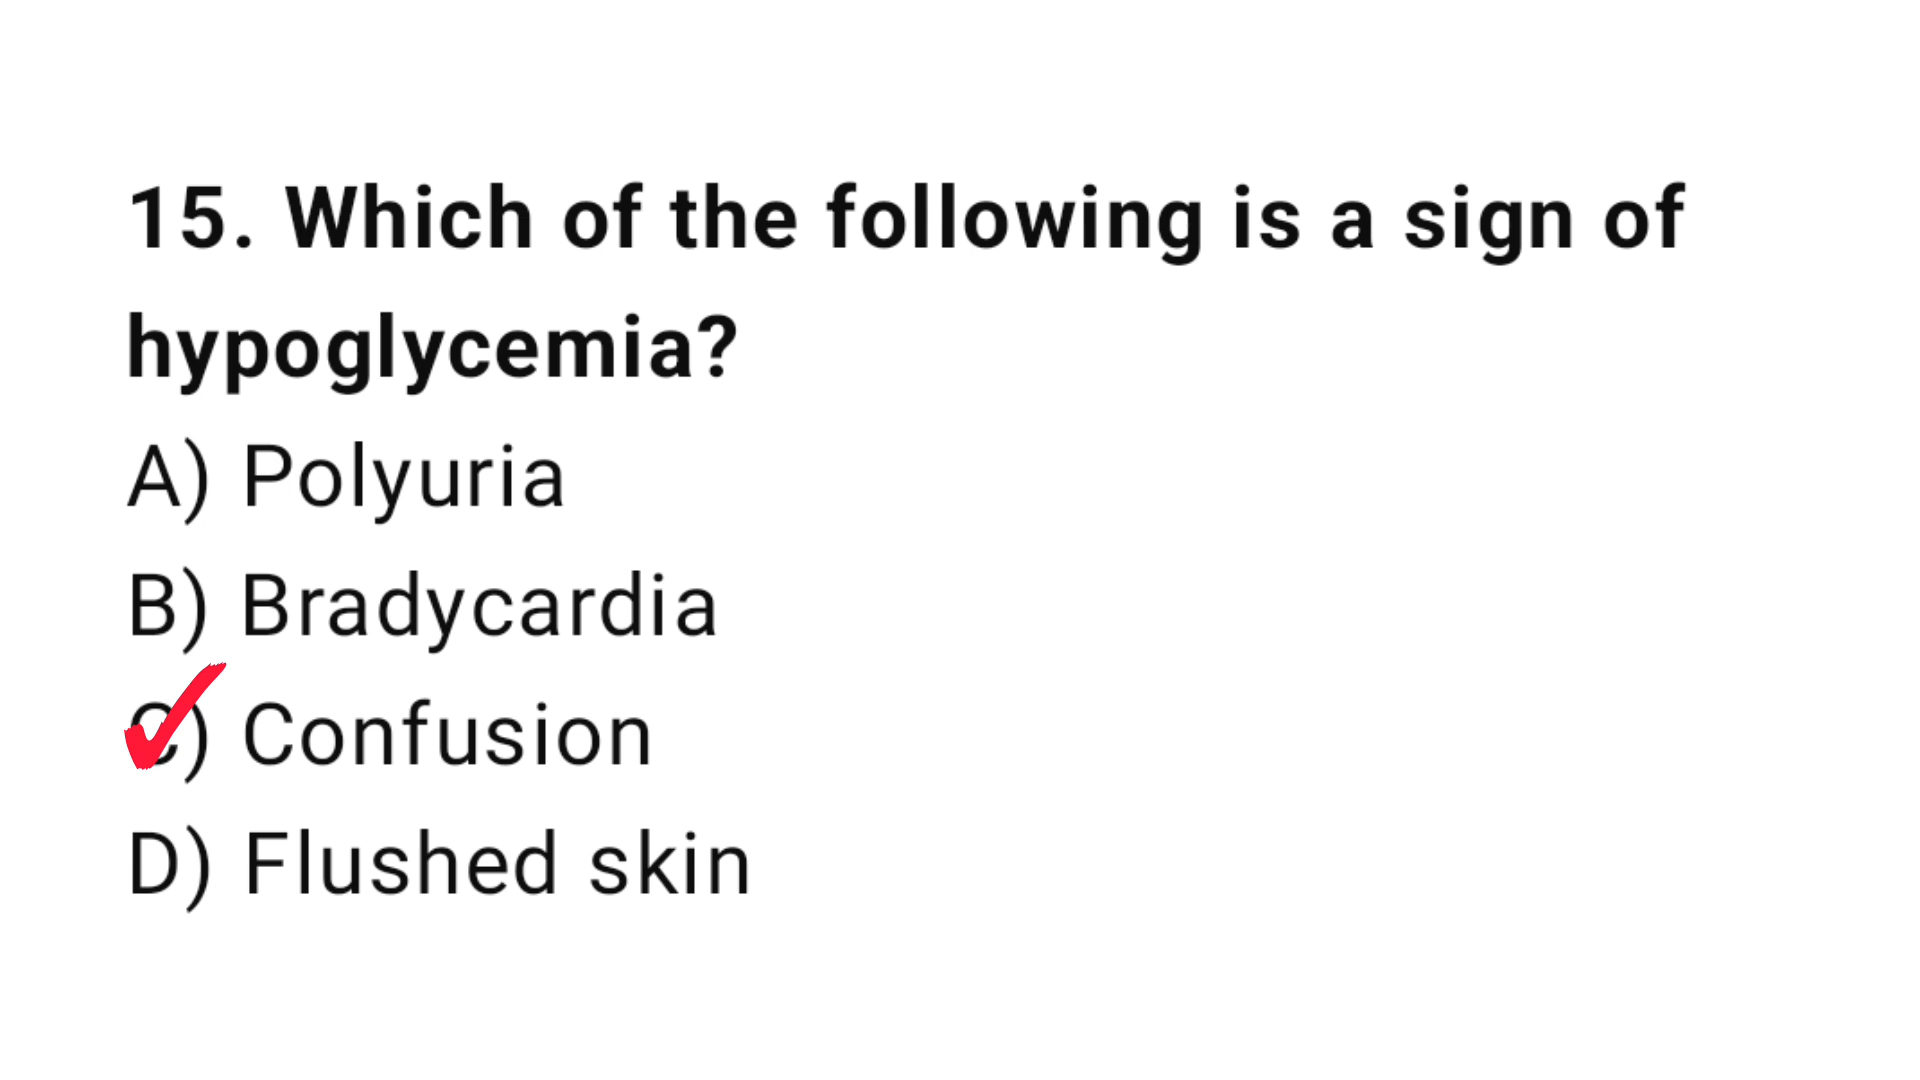 15. Which of the following is a sign of
hypoglycemia?
A) Polyuria
B) Bradycardia
C) Confusion
D) Flushed skin